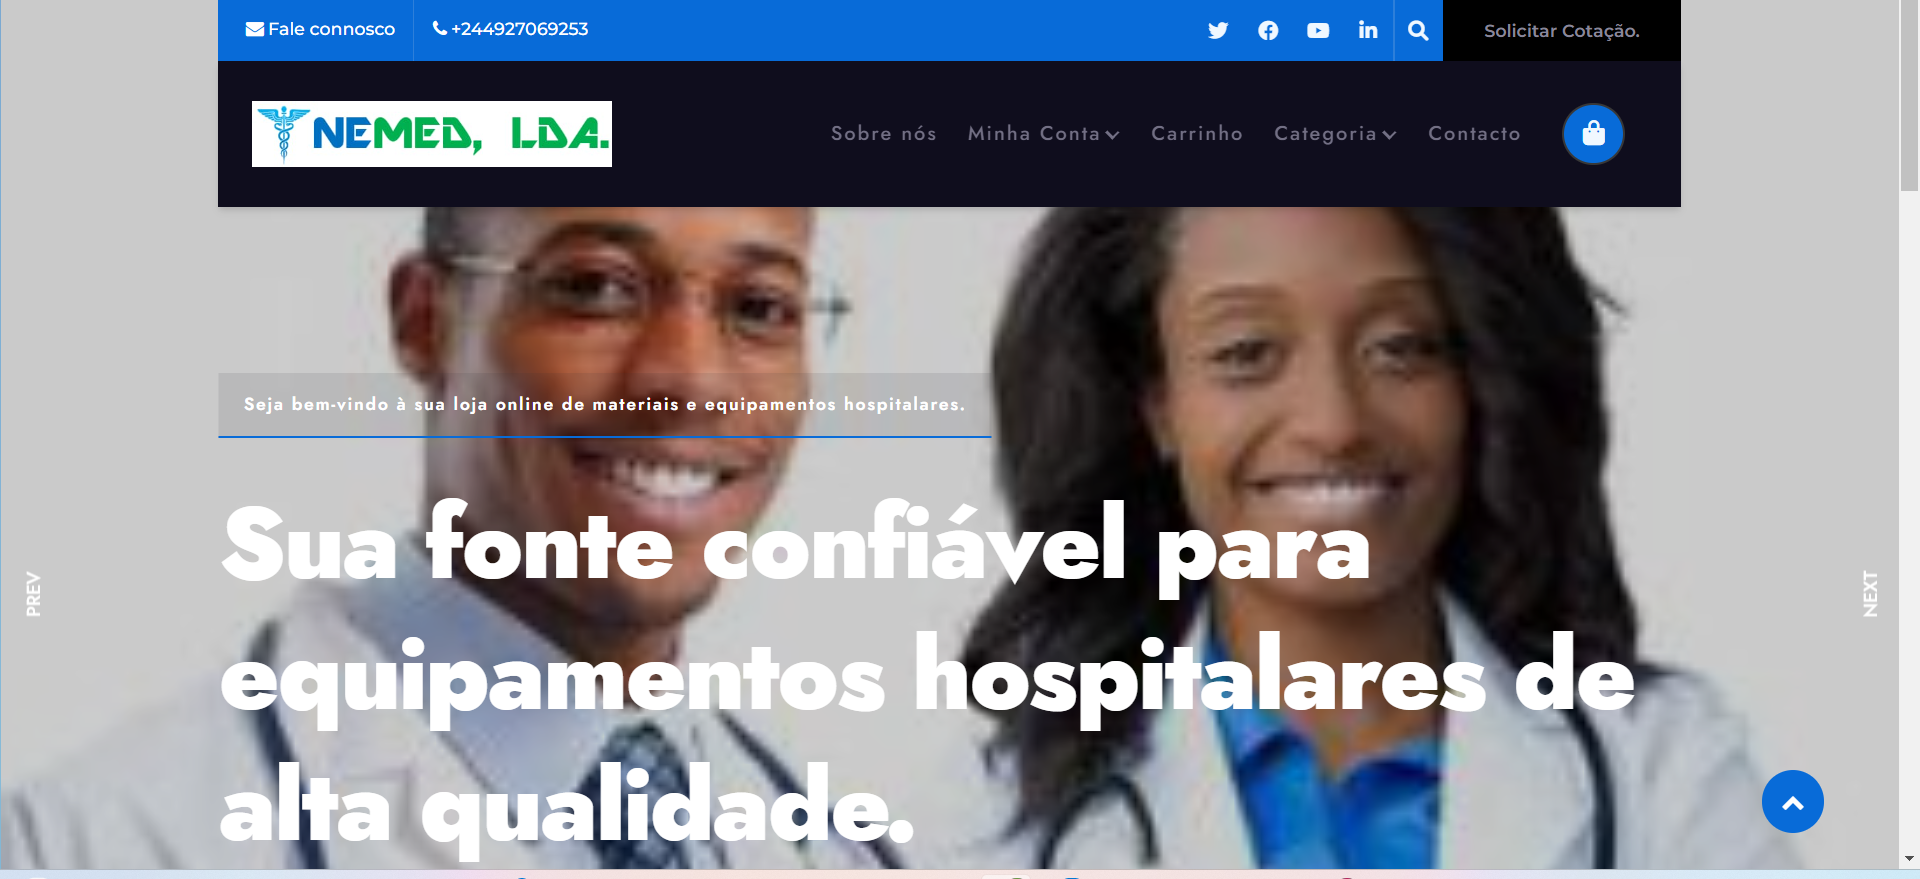 Fale connosco
+244927069253
Solicitar Cotação.
NEMED, LDA.
Sobre nós
Minha Conta
Carrinho
Categoria
Contacto
Seja bem-vindo à sua loja online de materiais e equipamentos hospitalares.
Sua fonte confiável para
equipamentos hospitalares de
alta qualidade.
PREV
NEXT